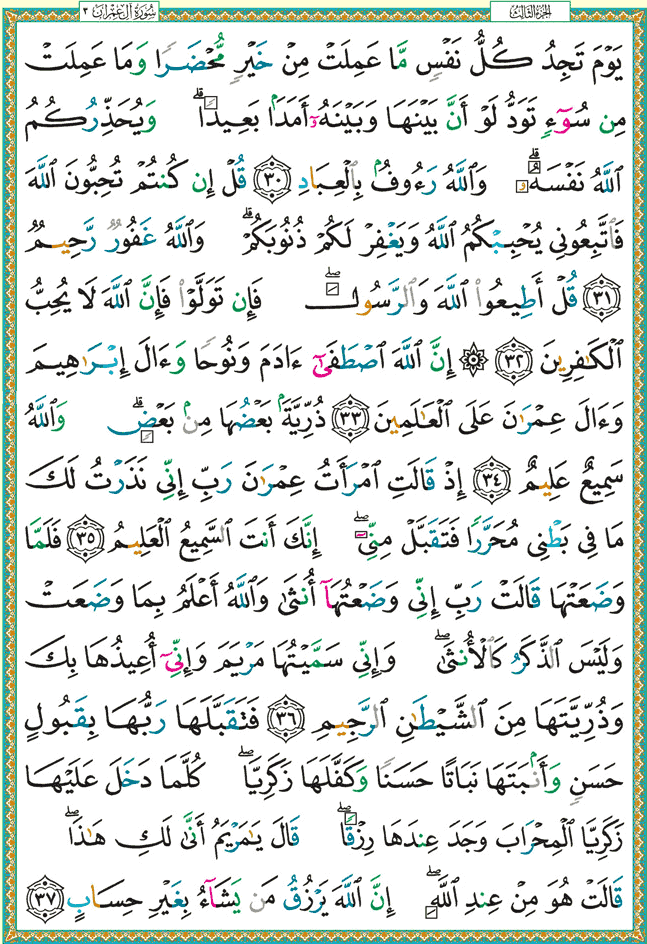 سُورَةُ آلِ عِمْرَانَ ٣
الجُزْءُ الثَّالِثُ
يَوْمَ تَجِدُ كُلُّ نَفْسٍ مَّا عَمِلَتْ مِنْ خَيْرٍ مُّحْضَرًا وَمَا عَمِلَتْ
مِن سُوٓءٍ تَوَدُّ لَوْ أَنَّ بَيْنَهَا وَبَيْنَهُۥٓ أَمَدًۢا بَعِيدًاۗ وَيُحَذِّرُكُمُ
ٱللَّهُ نَفْسَهُۥۗ وَٱللَّهُ رَءُوفٌۢ بِٱلْعِبَادِ ٣٠ قُلْ إِن كُنتُمْ تُحِبُّونَ ٱللَّهَ
فَٱتَّبِعُونِي يُحْبِبْكُمُ ٱللَّهُ وَيَغْفِرْ لَكُمْ ذُنُوبَكُمْۗ وَٱللَّهُ غَفُورٌ رَّحِيمٌ
٣١ قُلْ أَطِيعُوا۟ ٱللَّهَ وَٱلرَّسُولَۖ فَإِن تَوَلَّوْا۟ فَإِنَّ ٱللَّهَ لَا يُحِبُّ
ٱلْكَٰفِرِينَ ٣٢ ۞ إِنَّ ٱللَّهَ ٱصْطَفَىٰٓ ءَادَمَ وَنُوحًا وَءَالَ إِبْرَٰهِيمَ
وَءَالَ عِمْرَٰنَ عَلَى ٱلْعَٰلَمِينَ ٣٣ ذُرِّيَّةَۢ بَعْضُهَا مِنۢ بَعْضٍۗ وَٱللَّهُ
سَمِيعٌ عَلِيمٌ ٣٤ إِذْ قَالَتِ ٱمْرَأَتُ عِمْرَٰنَ رَبِّ إِنِّي نَذَرْتُ لَكَ
مَا فِي بَطْنِي مُحَرَّرًا فَتَقَبَّلْ مِنِّيٓۖ إِنَّكَ أَنتَ ٱلسَّمِيعُ ٱلْعَلِيمُ ٣٥ فَلَمَّا
وَضَعَتْهَا قَالَتْ رَبِّ إِنِّي وَضَعْتُهَآ أُنثَىٰ وَٱللَّهُ أَعْلَمُ بِمَا وَضَعَتْ
وَلَيْسَ ٱلذَّكَرُ كَٱلْأُنثَىٰۖ وَإِنِّي سَمَّيْتُهَا مَرْيَمَ وَإِنِّيٓ أُعِيذُهَا بِكَ
وَذُرِّيَّتَهَا مِنَ ٱلشَّيْطَٰنِ ٱلرَّجِيمِ ٣٦ فَتَقَبَّلَهَا رَبُّهَا بِقَبُولٍ
حَسَنٍ وَأَنۢبَتَهَا نَبَاتًا حَسَنًا وَكَفَّلَهَا زَكَرِيَّاۖ كُلَّمَا دَخَلَ عَلَيْهَا
زَكَرِيَّا ٱلْمِحْرَابَ وَجَدَ عِندَهَا رِزْقًاۖ قَالَ يَٰمَرْيَمُ أَنَّىٰ لَكِ هَٰذَاۖ
قَالَتْ هُوَ مِنْ عِندِ ٱللَّهِۖ إِنَّ ٱللَّهَ يَرْزُقُ مَن يَشَآءُ بِغَيْرِ حِسَابٍ ٣٧